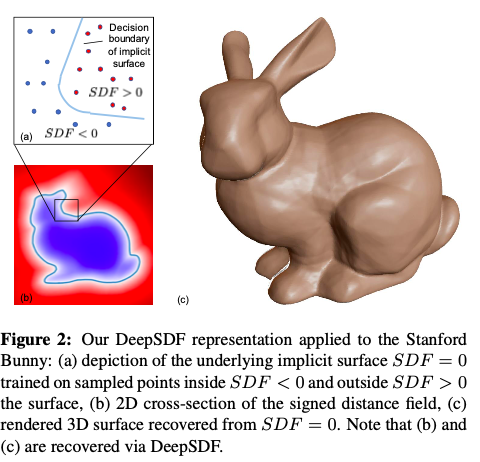 Decision
boundary
of implicit
surface
SDF > 0
(a) SDF < 0
(b)
(c)
Figure 2: Our DeepSDF representation applied to the Stanford
Bunny: (a) depiction of the underlying implicit surface SDF = 0
trained on sampled points inside SDF < 0 and outside SDF > 0
the surface, (b) 2D cross-section of the signed distance field, (c)
rendered 3D surface recovered from SDF = 0. Note that (b) and
(c) are recovered via DeepSDF.